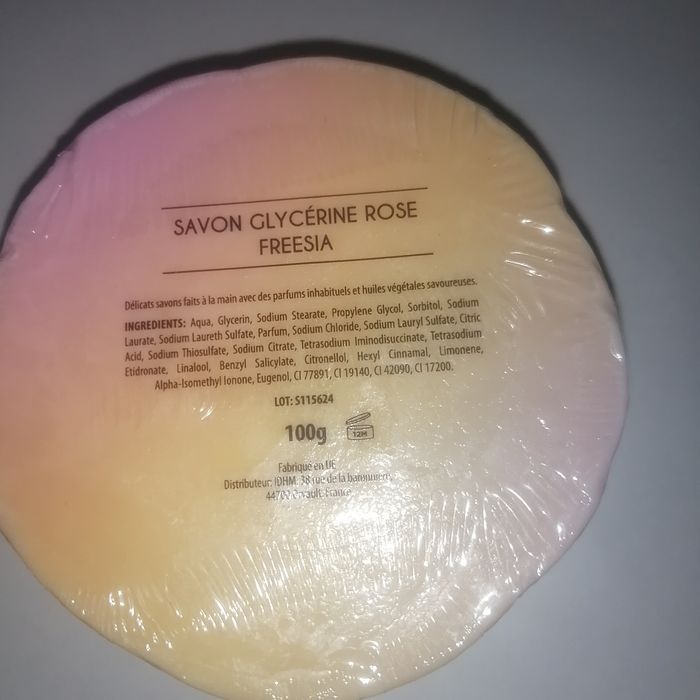 SAVON GLYCÉRINE ROSE
FREESIA
Délicats savons faits à la main avec des parfums inhabituels et huiles végétales savoureuses.
INGREDIENTS: Aqua, Glycerin, Sodium Stearate, Propylene Glycol, Sorbitol, Sodium
Laurate, Sodium Laureth Sulfate, Parfum, Sodium Chloride, Sodium Lauryl Sulfate, Citric
Acid, Sodium Thiosulfate, Sodium Citrate, Tetrasodium Iminodisuccinate, Tetrasodium
Etidronate, Linalool, Benzyl Salicylate, Citronellol, Hexyl Cinnamal, Limonene,
Alpha-Isomethyl Ionone, Eugenol, CI 77891, CI 19140, CI 42090, CI 17200.
LOT: S115624
100g 12M
Fabriqué en UE
Distributeur: IDHM. 38 rue de la
France